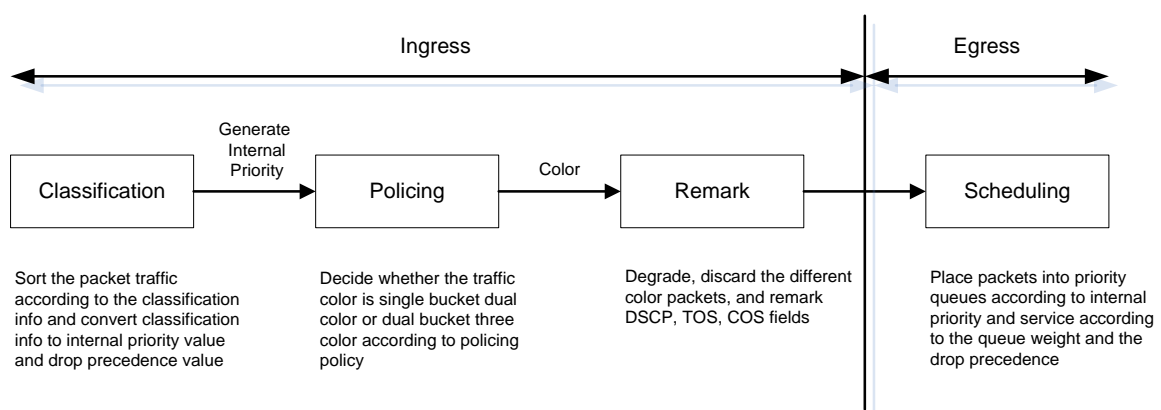 Ingress
Egress
Generate
Internal
Priority
Color
Classification
Policing
Remark
Scheduling
Sort the packet traffic
according to the classification
info and convert classification
info to internal priority value
and drop precedence value
Decide whether the traffic
color is single bucket dual
color or dual bucket three
color according to policing
policy
Degrade, discard the different
color packets, and remark
DSCP, TOS, COS fields
Place packets into priority
queues according to internal
priority and service according
to the queue weight and the
drop precedence